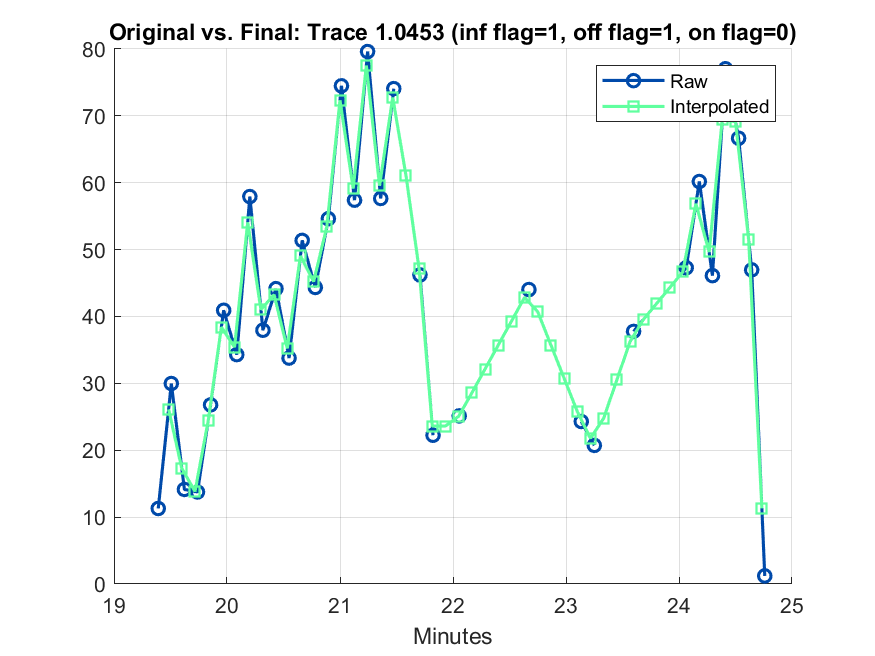 Original vs. Final: Trace 1.0453 (inf flag=1, off flag=1, on flag=0)
80
70
60
50
40
30
20
10
0
Raw
Interpolated
19 20 21 22 23 24 25
Minutes